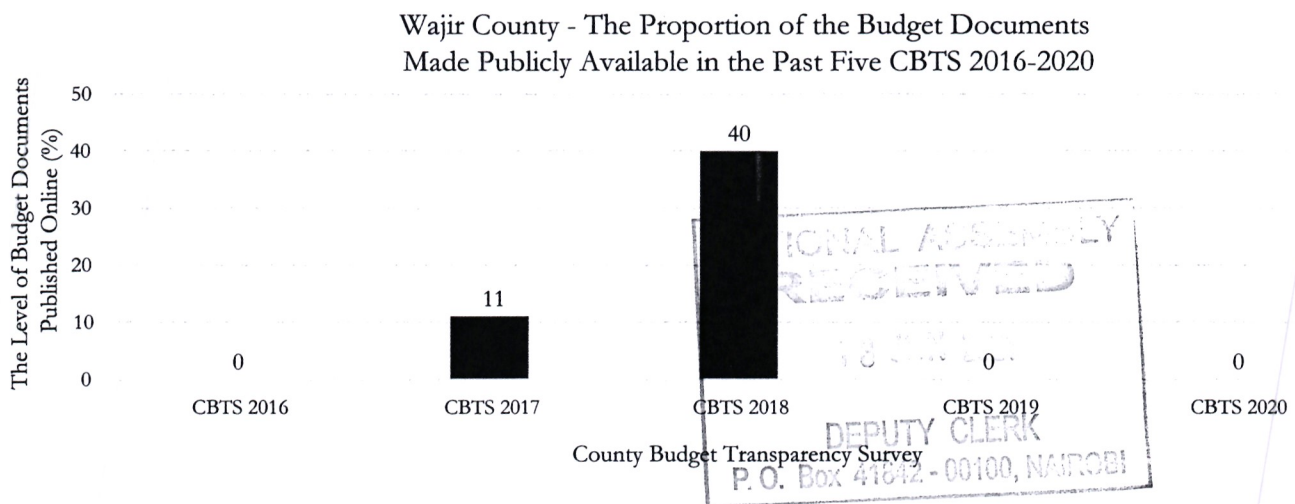 Wajir County - The Proportion of the Budget Documents
Made Publicly Available in the Past Five CBTS 2016-2020
The Level of Budget Documents
Published Online (%)
50
40
30
20
10
0
0
11
40
0
0
CBTS 2016
CBTS 2017
CBTS 2018
CBTS 2019
CBTS 2020
County Budget Transparency Survey
ASSEMBLY
RECEIVED
DEPUTY CLERK
P. O. Box 41842 - 00100, NAIROBI